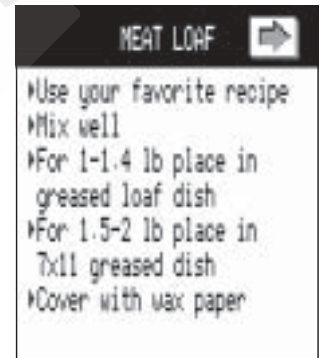 MEAT LOAF
Use your favorite recipe
Mix well
For 1-1.4 lb place in
greased loaf dish
For 1.5-2 lb place in
7x11 greased dish
Cover with wax paper